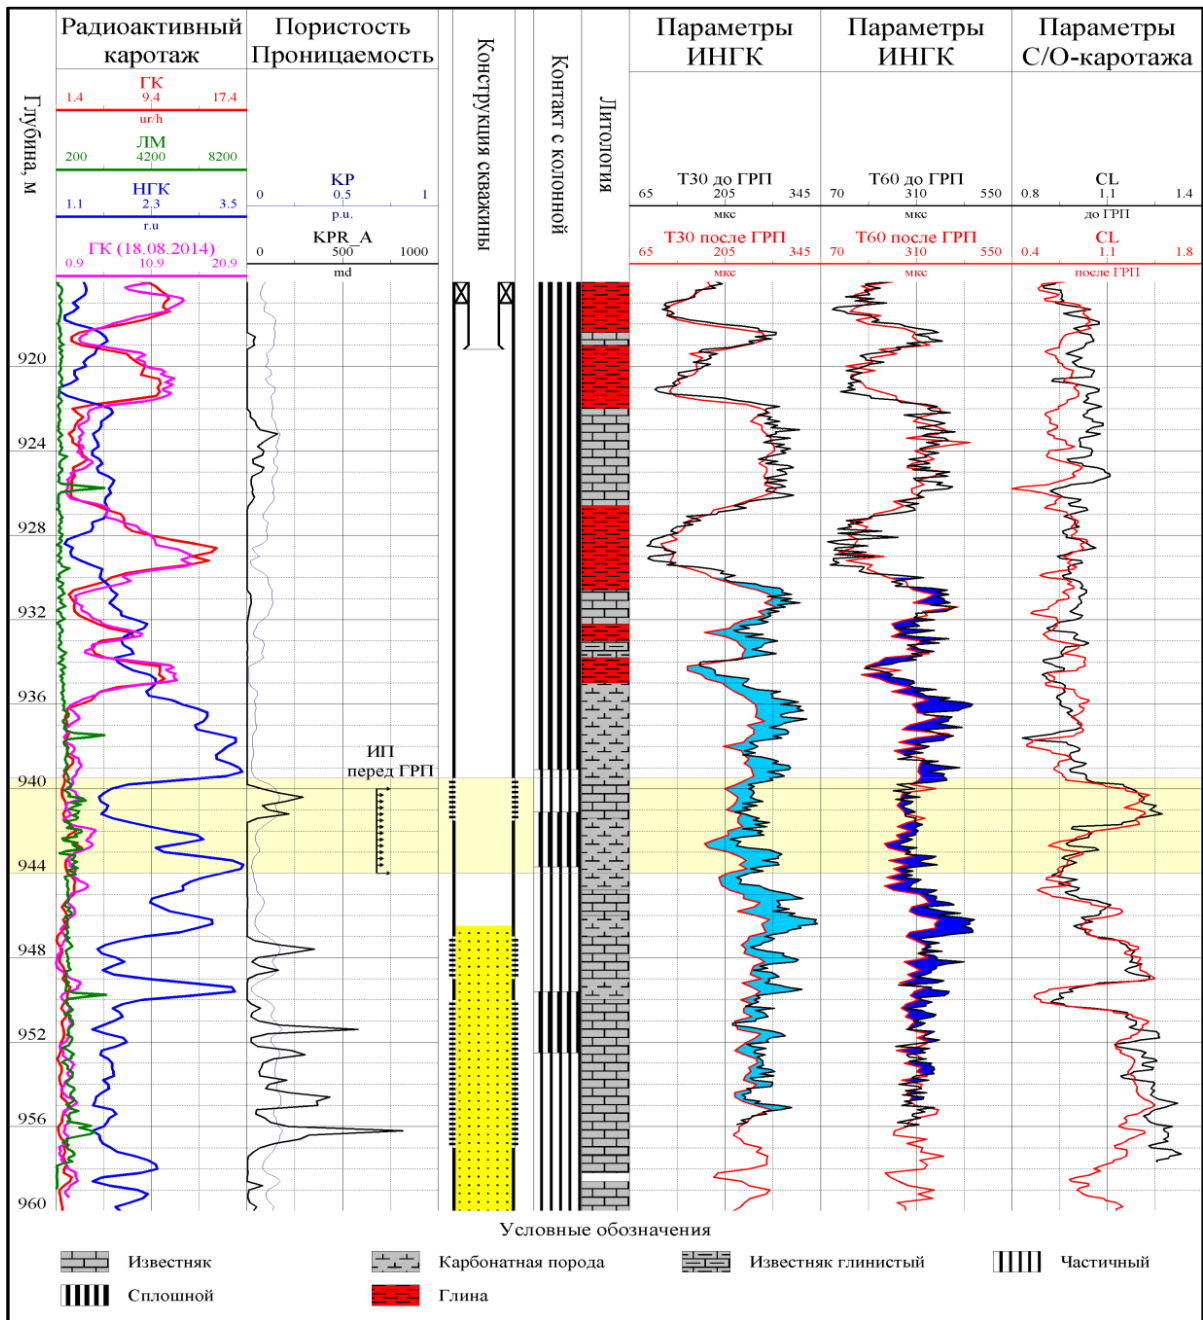 Глубина, м
Радиоактивный
каротаж
ГК
1.4 9.4 17.4
ur/h
ЛМ
200 4200 8200
НГК
1.1 2.3 3.5
r.u
ГК (18.08.2014)
0.9 10.9 20.9
Пористость
Проницаемость
KP
0 0.5 1
p.u.
KPR_A
0 500 1000
md
Конструкция скважины
Контакт с колонной
Литология
Параметры
ИНГК
Т30 до ГРП
65 205 345
мкс
Т30 после ГРП
65 205 345
мкс
Параметры
ИНГК
Т60 до ГРП
70 310 550
мкс
Т60 после ГРП
70 310 550
мкс
Параметры
С/О-каротажа
CL
0.8 1.1 1.4
до ГРП
CL
0.4 1.1 1.8
после ГРП
920
924
928
932
936
940
944
948
952
956
960
ИП
перед ГРП
Условные обозначения
Известняк
Карбонатная порода
Известняк глинистый
Частичный
Сплошной
Глина